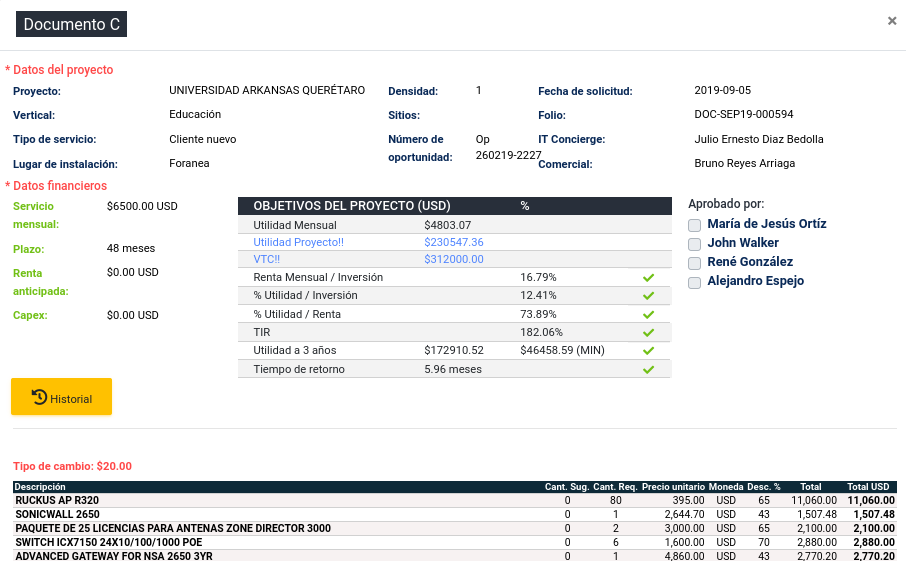 Documento C
×
* Datos del proyecto
Proyecto: UNIVERSIDAD ARKANSAS QUERÉTARO Densidad: 1 Fecha de solicitud: 2019-09-05
Vertical: Educación Sitios: Folio: DOC-SEP19-000594
Tipo de servicio: Cliente nuevo Número de oportunidad: Op 260219-2227 IT Concierge: Julio Ernesto Diaz Bedolla
Lugar de instalación: Foranea Comercial: Bruno Reyes Arriaga
* Datos financieros
Servicio mensual: $6500.00 USD
Plazo: 48 meses
Renta anticipada: $0.00 USD
Capex: $0.00 USD
OBJETIVOS DEL PROYECTO (USD) %
Utilidad Mensual $4803.07
Utilidad Proyecto!! $230547.36
VTC!! $312000.00
Renta Mensual / Inversión 16.79%
% Utilidad / Inversión 12.41%
% Utilidad / Renta 73.89%
TIR 182.06%
Utilidad a 3 años $172910.52 $46458.59 (MIN)
Tiempo de retorno 5.96 meses
Aprobado por:
María de Jesús Ortíz
John Walker
René González
Alejandro Espejo
Historial
Tipo de cambio: $20.00
Descripción Cant. Sug. Cant. Req. Precio unitario Moneda Desc. % Total Total USD
RUCKUS AP R320 0 80 395.00 USD 65 11,060.00 11,060.00
SONICWALL 2650 0 1 2,644.70 USD 43 1,507.48 1,507.48
PAQUETE DE 25 LICENCIAS PARA ANTENAS ZONE DIRECTOR 3000 0 2 3,000.00 USD 65 2,100.00 2,100.00
SWITCH ICX7150 24X10/100/1000 POE 0 6 1,600.00 USD 70 2,880.00 2,880.00
ADVANCED GATEWAY FOR NSA 2650 3YR 0 1 4,860.00 USD 43 2,770.20 2,770.20